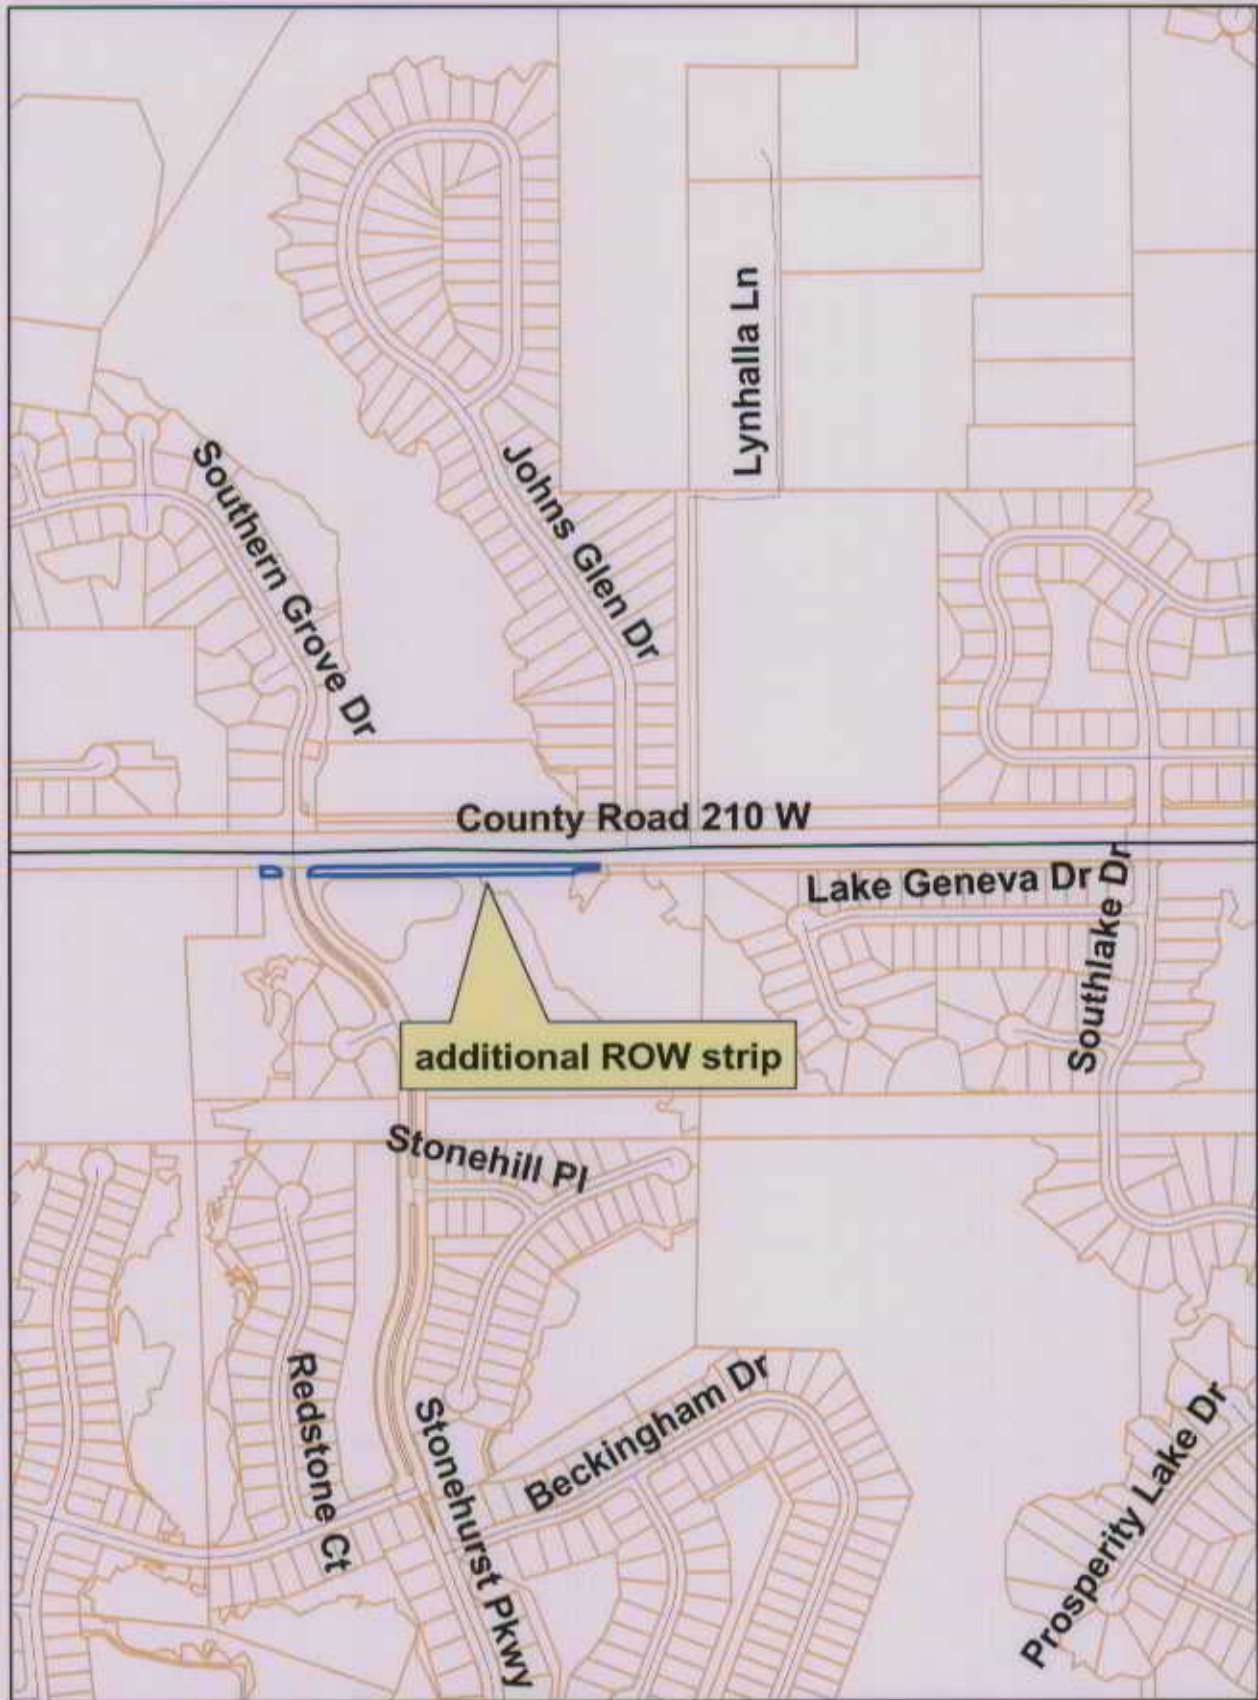 Lynhalla Ln
Southern Grove Dr
Johns Glen Dr
County Road 210 W
Lake Geneva Dr
Southlake Dr
additional ROW strip
Stonehill Pl
Redstone Ct
Stonehurst Pkwy
Beckingham Dr
Prosperity Lake Dr